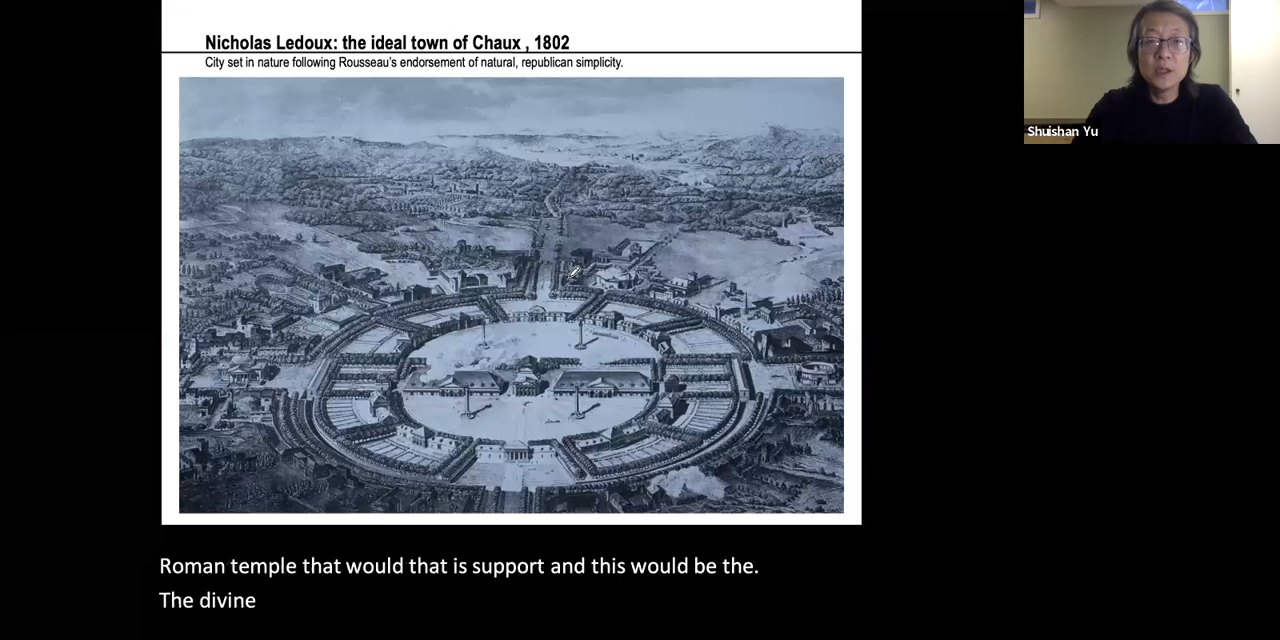 Nicholas Ledoux: the ideal town of Chaux , 1802
City set in nature following Rousseau's endorsement of natural, republican simplicity.
Shuishan Yu
Roman temple that would that is support and this would be the.
The divine